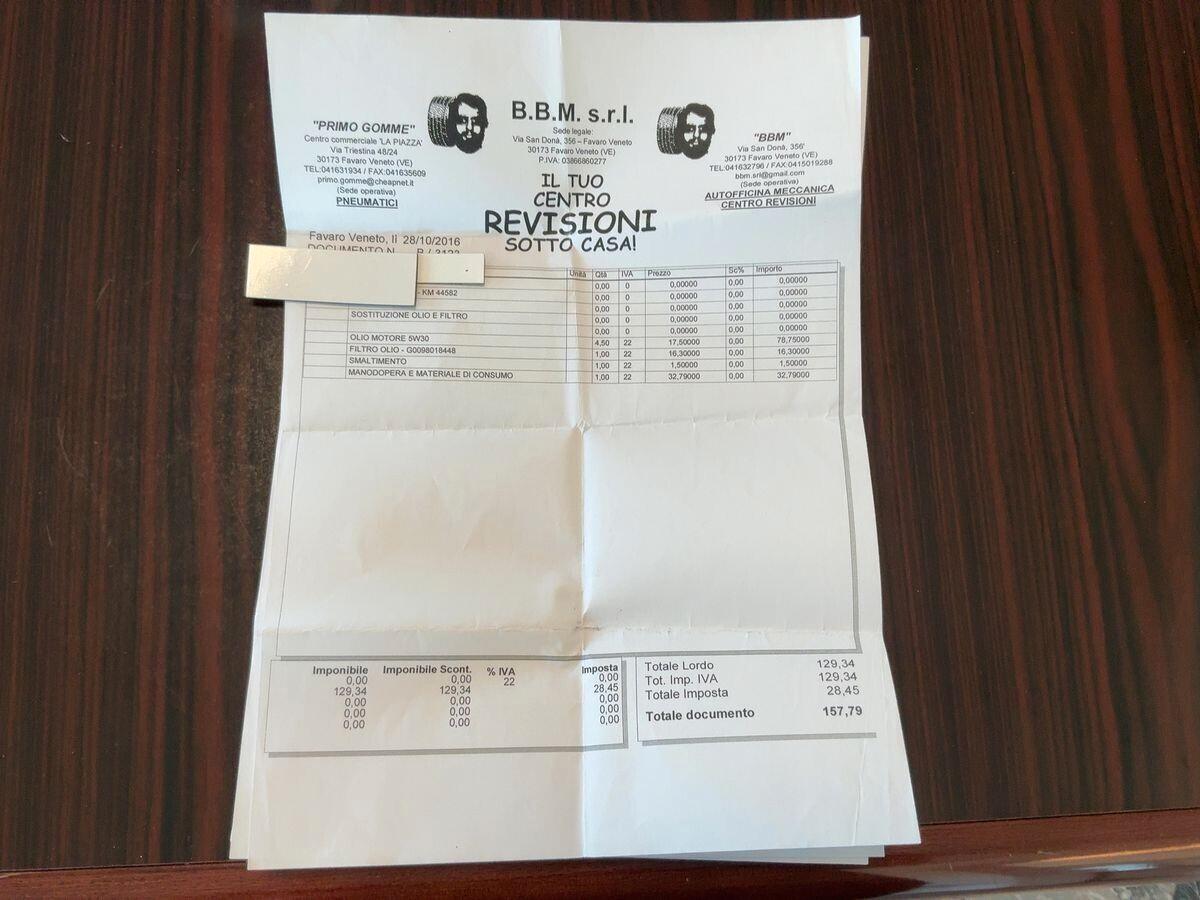 "PRIMO GOMME"
Centro commerciale 'LA PIAZZA'
Via Triestina 48/24
30173 Favaro Veneto (VE)
TEL:041631934 / FAX:041635609
primo.gomme@cheapnet.it
(Sede operativa)
PNEUMATICI
B.B.M. s.r.l.
Sede legale:
Via San Donà, 356 – Favaro Veneto
30173 Favaro Veneto (VE)
P.IVA: 03866860277
IL TUO
CENTRO
REVISIONI
SOTTO CASA!
"BBM"
Via San Donà, 356'
30173 Favaro Veneto (VE)
TEL:041632796 / FAX:0415019288
bbm.srl@gmail.com
(Sede operativa)
AUTOFFICINA MECCANICA
CENTRO REVISIONI
Favaro Veneto, li 28/10/2016
DOCUMENTO N. B / 3123
Unità Qtà IVA Prezzo Sc% Importo
0,00 0 0,00000 0,00 0,00000
- KM 44582 0,00 0 0,00000 0,00 0,00000
0,00 0 0,00000 0,00 0,00000
SOSTITUZIONE OLIO E FILTRO 0,00 0 0,00000 0,00 0,00000
0,00 0 0,00000 0,00 0,00000
OLIO MOTORE 5W30 4,50 22 17,50000 0,00 78,75000
FILTRO OLIO - G0098018448 1,00 22 16,30000 0,00 16,30000
SMALTIMENTO 1,00 22 1,50000 0,00 1,50000
MANODOPERA E MATERIALE DI CONSUMO 1,00 22 32,79000 0,00 32,79000
Imponibile Imponibile Scont. % IVA Imposta
0,00 0,00 0,00
129,34 129,34 22 28,45
0,00 0,00 0,00
0,00 0,00 0,00
0,00 0,00 0,00
Totale Lordo 129,34
Tot. Imp. IVA 129,34
Totale Imposta 28,45
Totale documento 157,79